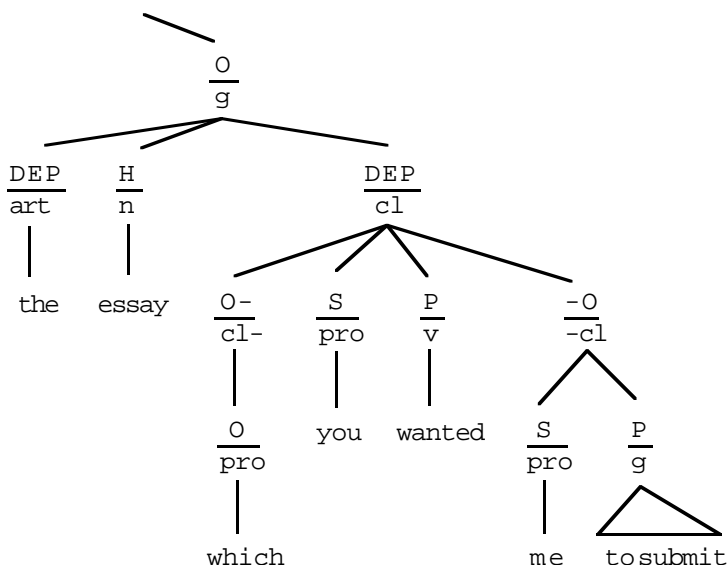 O
g
DEP H DEP
art n cl
the essay O- S P -O
cl- pro v -cl
O you wanted S P
pro pro g
which me to submit